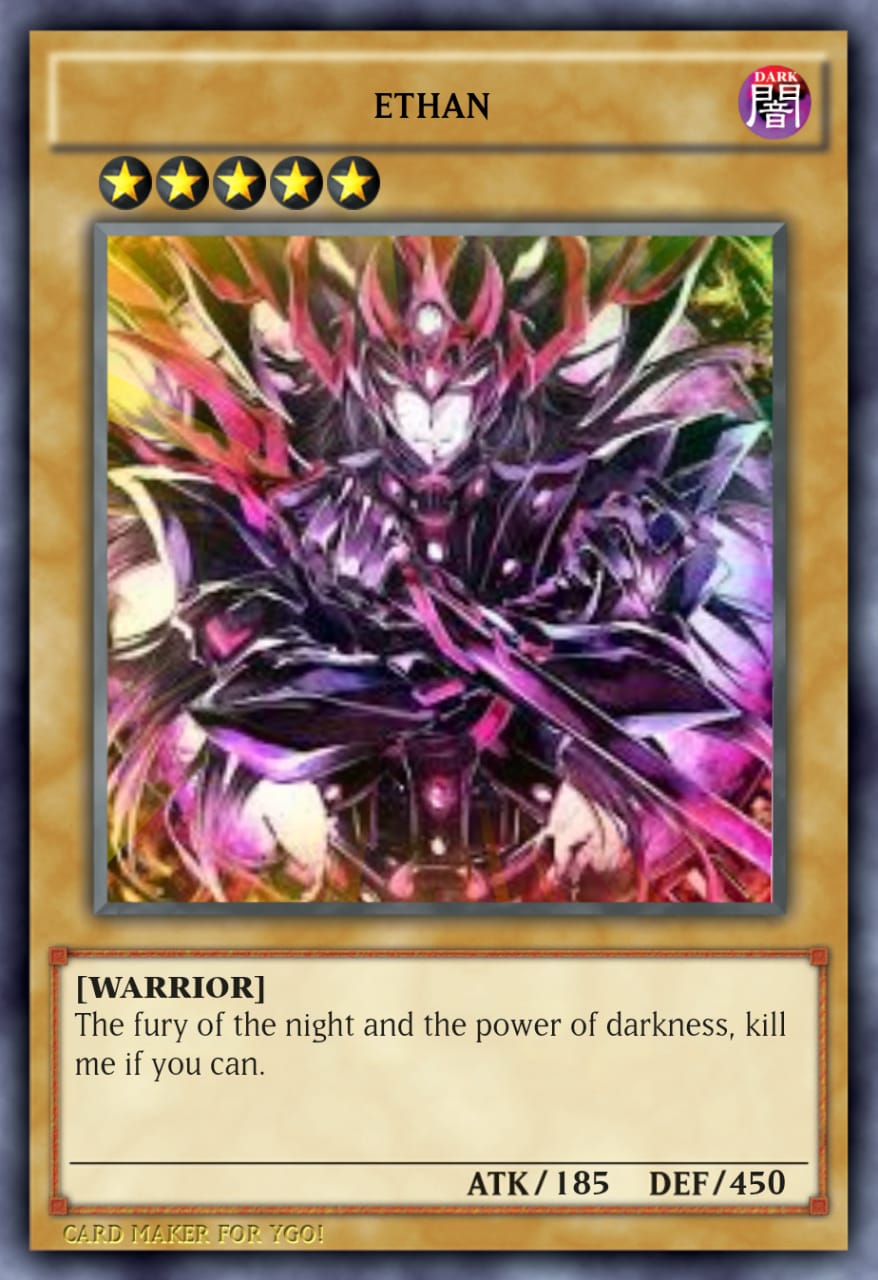 ETHAN
DARK
闇
[WARRIOR]
The fury of the night and the power of darkness, kill
me if you can.
ATK/185 DEF/450
CARD MAKER FOR YGO!